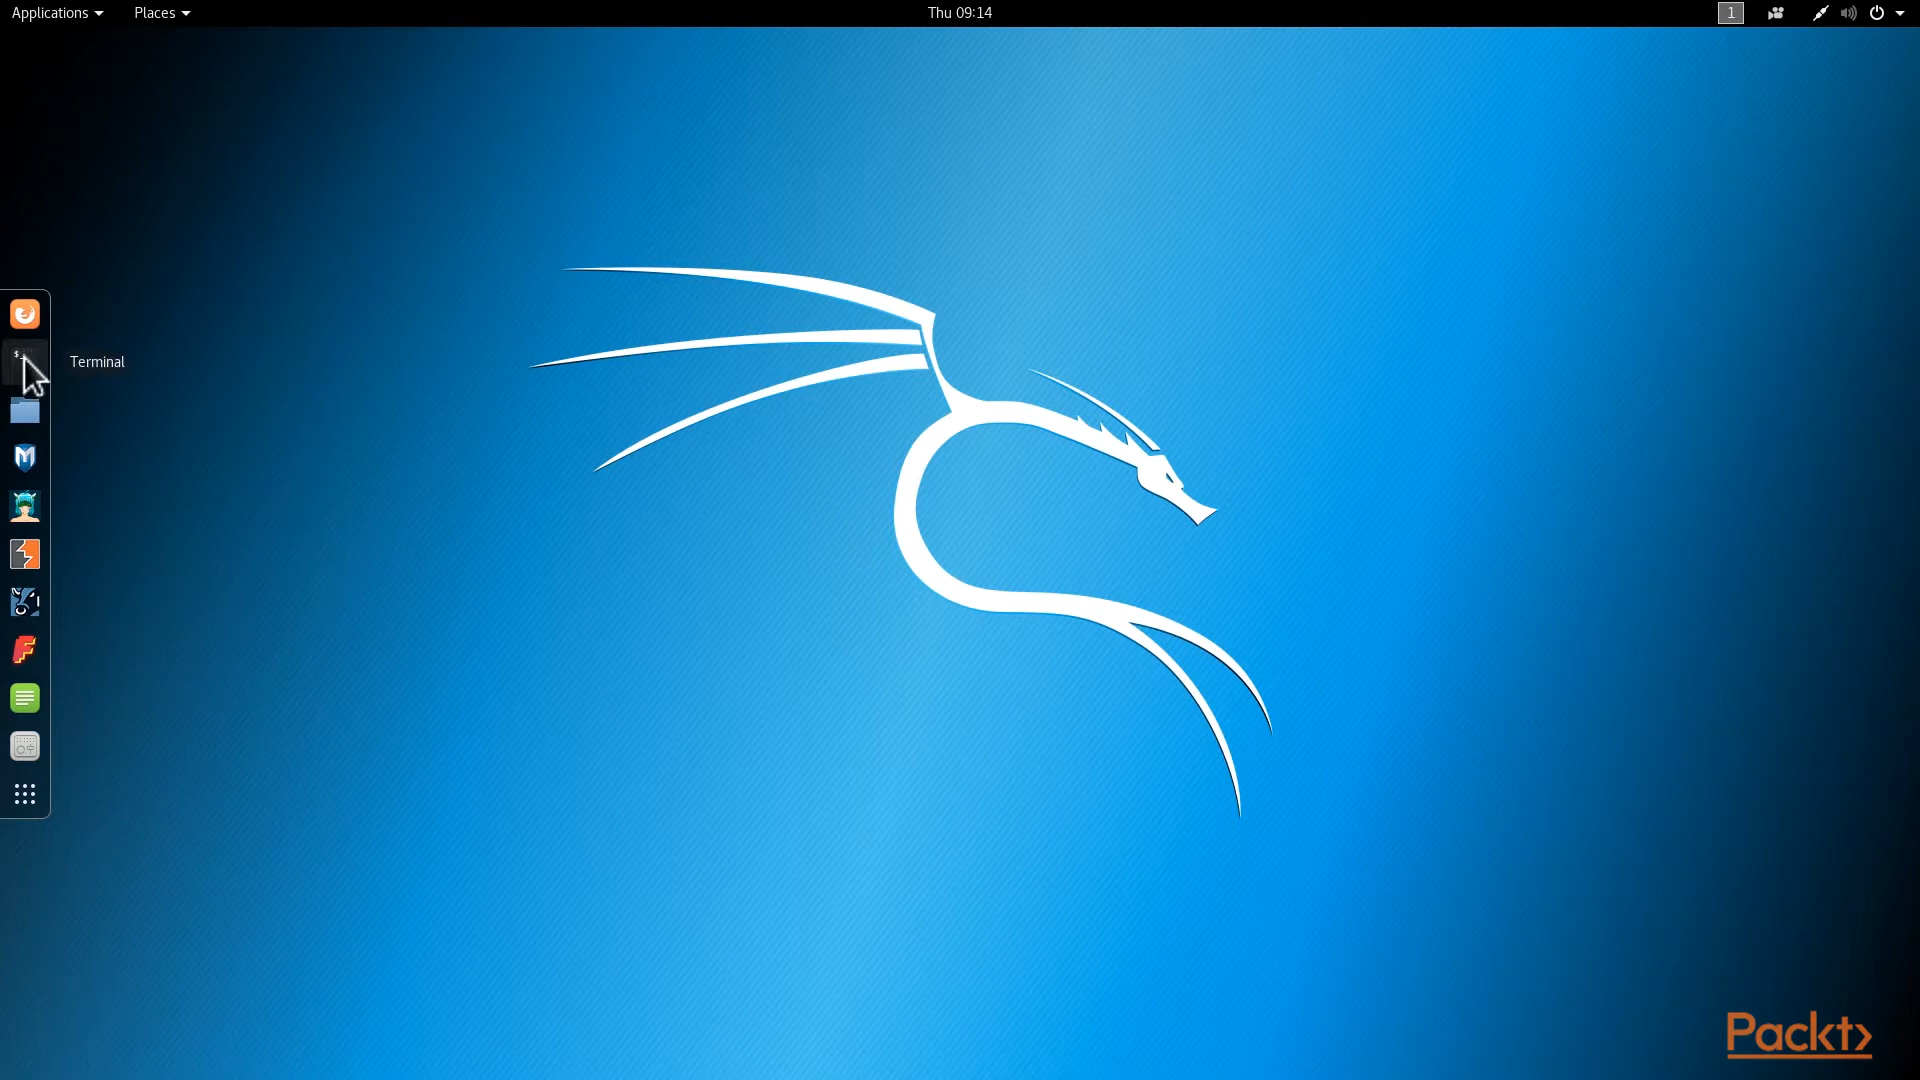 Applications
Places
Thu 09:14
1
$_
Terminal
Packt>